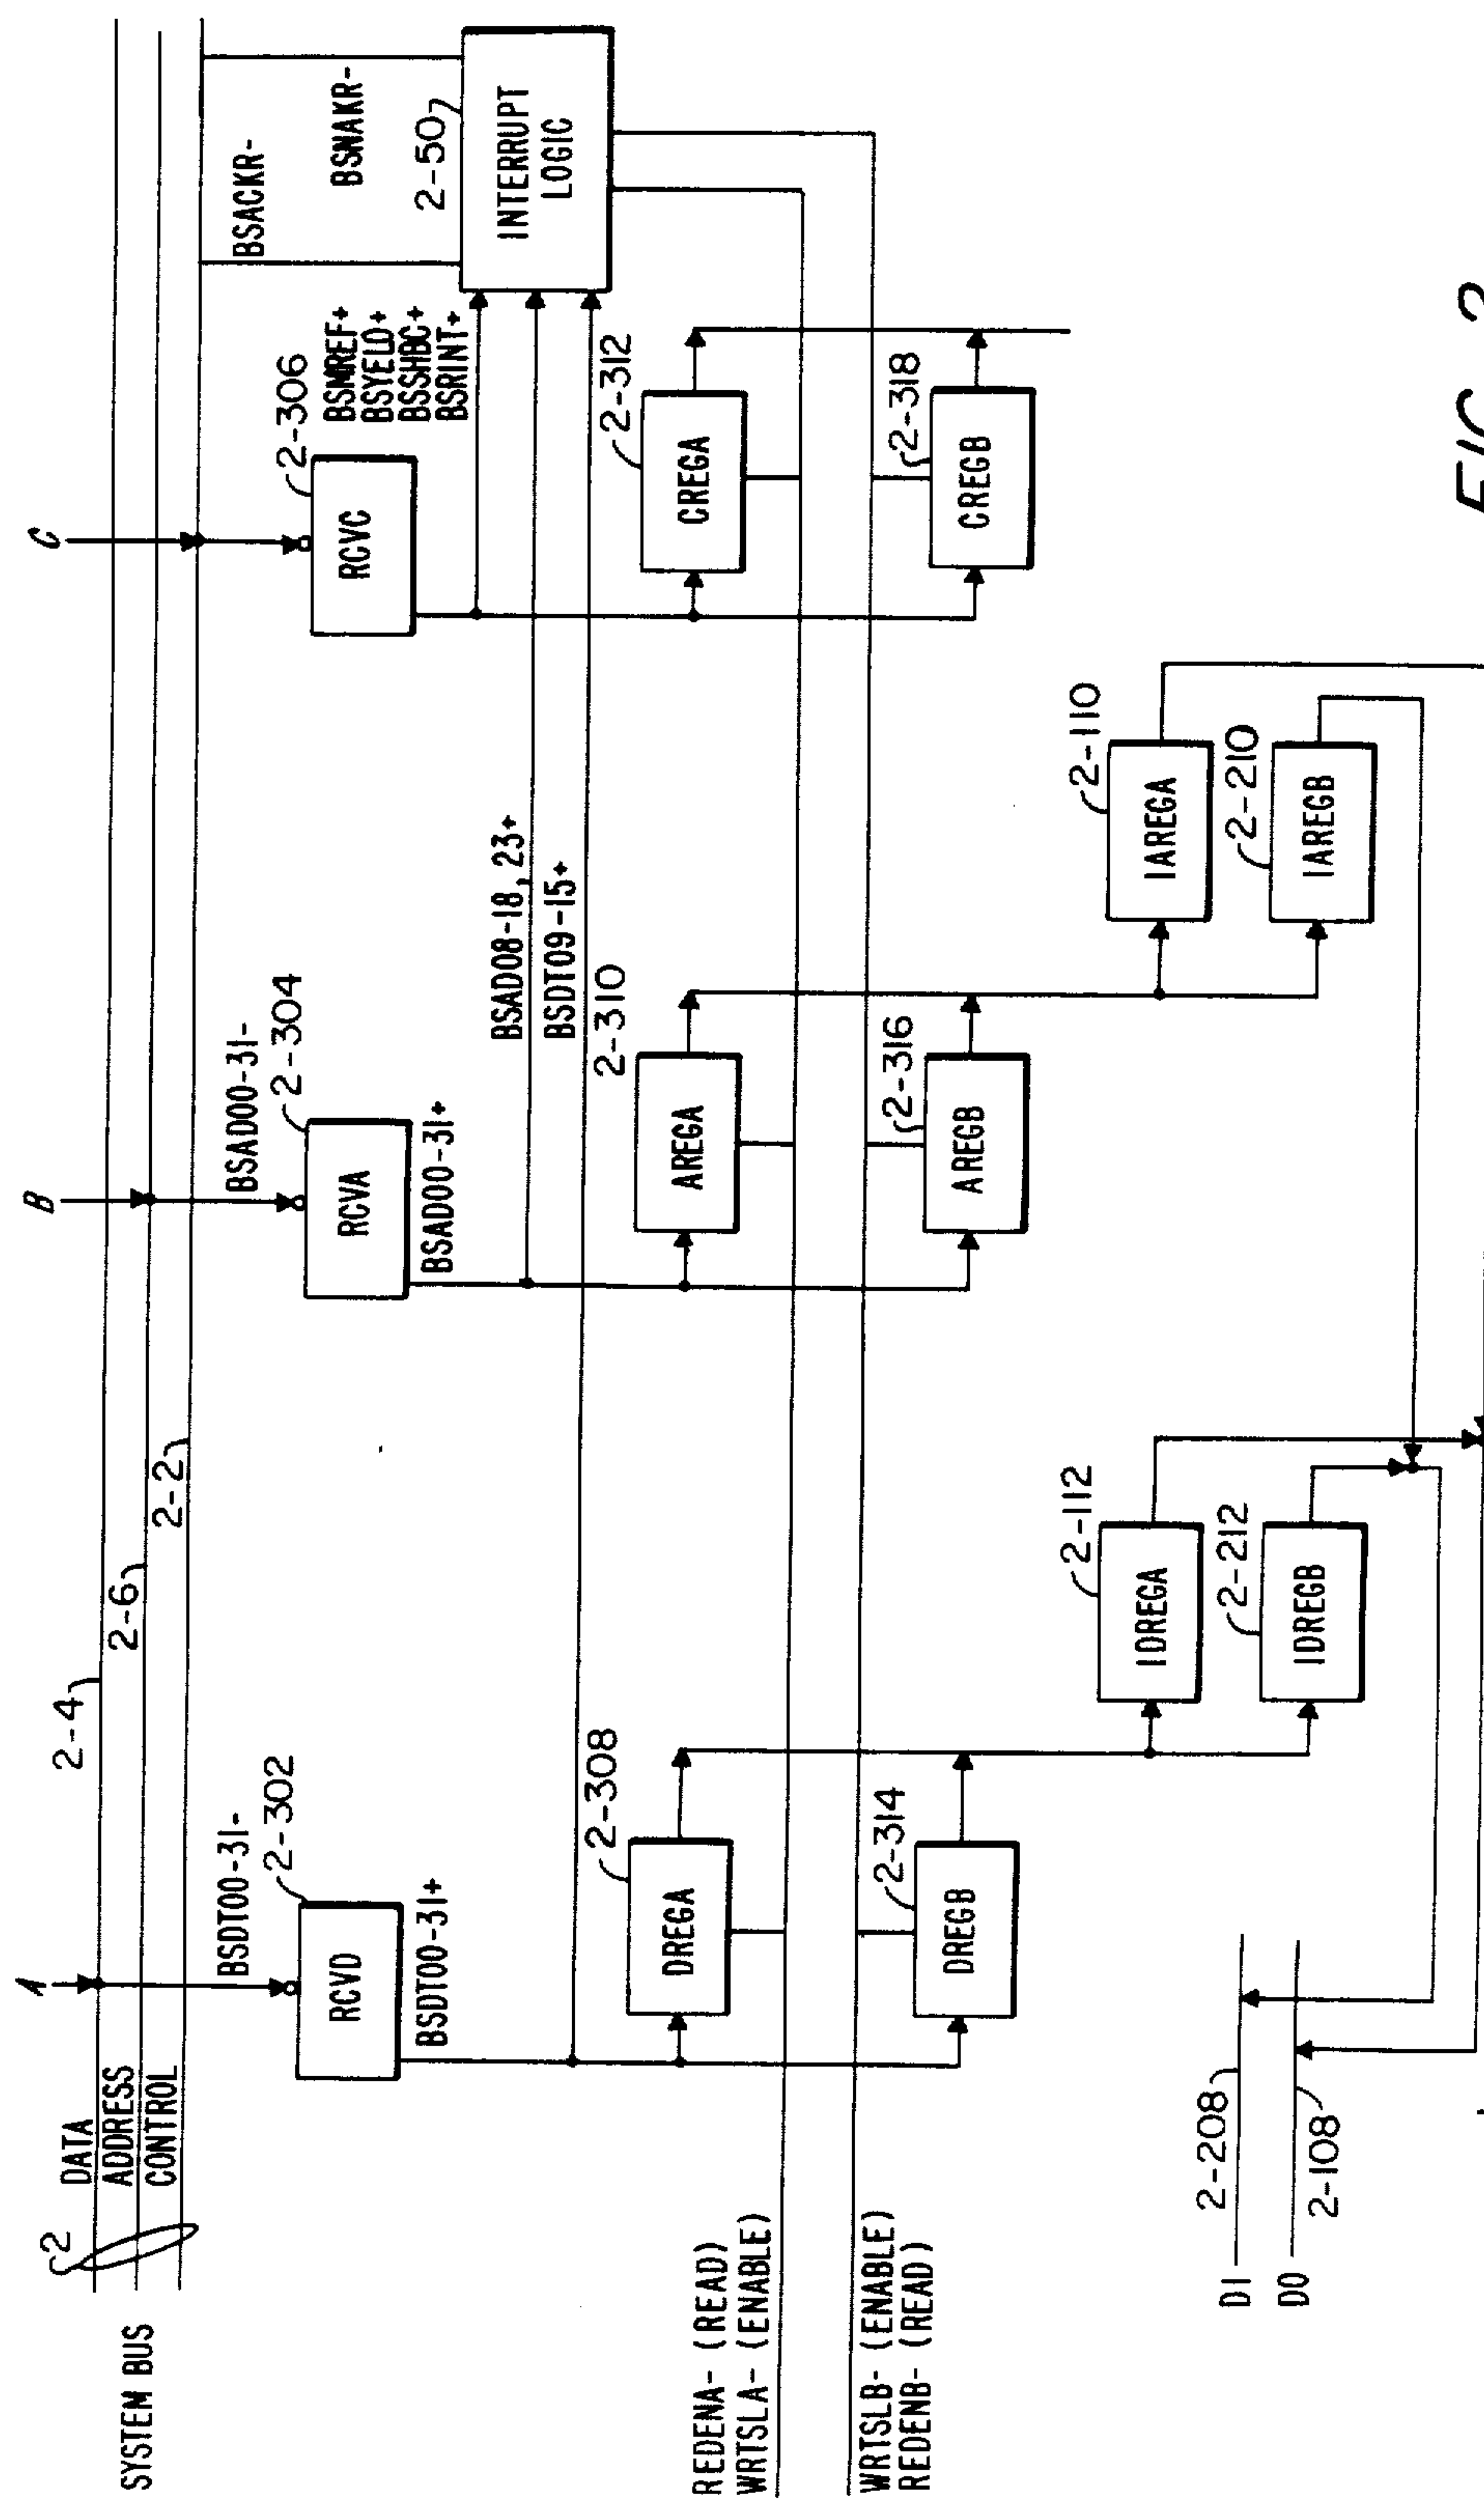 A
B
C
SYSTEM BUS
2
DATA
ADDRESS
CONTROL
2-4
2-6
2-2
BSDT00-31-
2-302
RCVD
BSDT00-31+
BSAD00-31-
2-304
RCVA
BSAD00-31+
2-306
RCVC
BSMREF+
BSYELO+
BSSHBC+
BSRINT+
BSACKR-
BSNAKR-
2-50
INTERRUPT
LOGIC
BSAD08-18,23+
BSDT09-15+
2-308
DREGA
2-310
AREGA
2-312
CREGA
REDENA- (READ)
WRTSLA- (ENABLE)
WRTSLB- (ENABLE)
REDENB- (READ)
2-314
DREGB
2-316
AREGB
2-318
CREGB
2-112
IDREGA
2-110
IAREGA
2-212
IDREGB
2-210
IAREGB
2-208
DI
DO
2-108